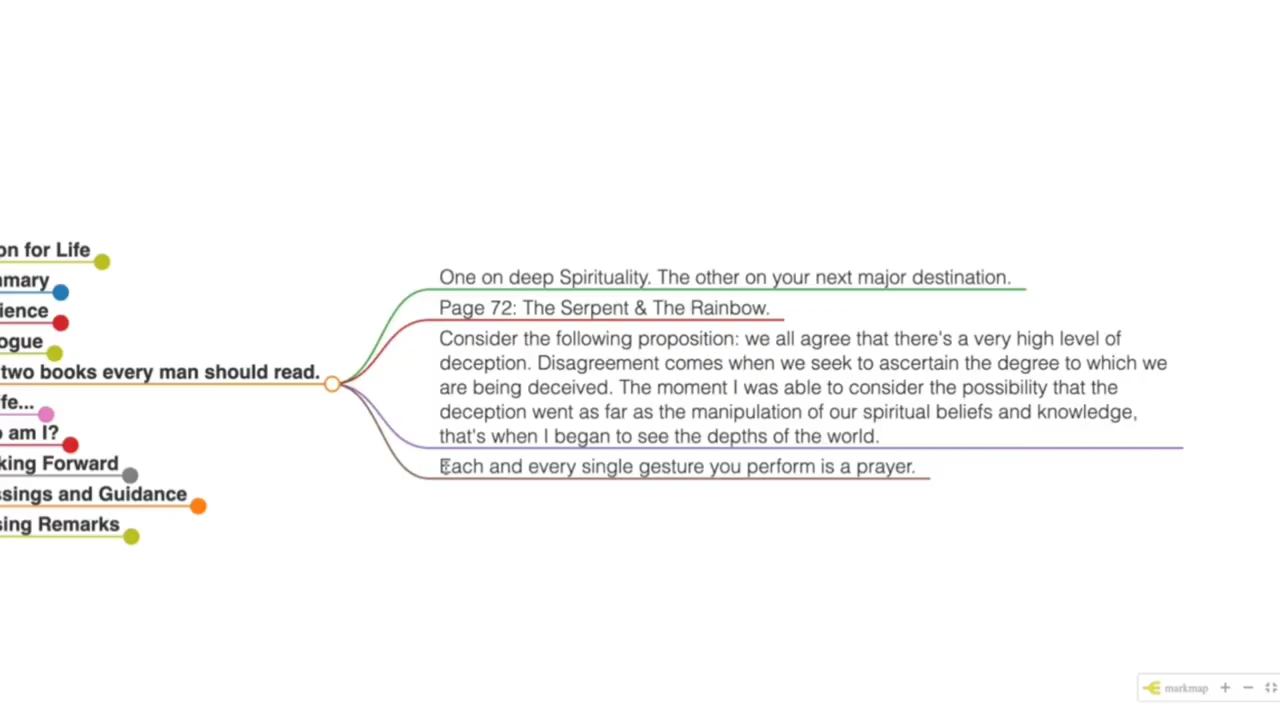 on for Life
mmary
ience
ogue
two books every man should read.
fe...
am I?
king Forward
ssings and Guidance
sing Remarks
One on deep Spirituality. The other on your next major destination.
Page 72: The Serpent & The Rainbow.
Consider the following proposition: we all agree that there's a very high level of
deception. Disagreement comes when we seek to ascertain the degree to which we
are being deceived. The moment I was able to consider the possibility that the
deception went as far as the manipulation of our spiritual beliefs and knowledge,
that's when I began to see the depths of the world.
Each and every single gesture you perform is a prayer.
markmap